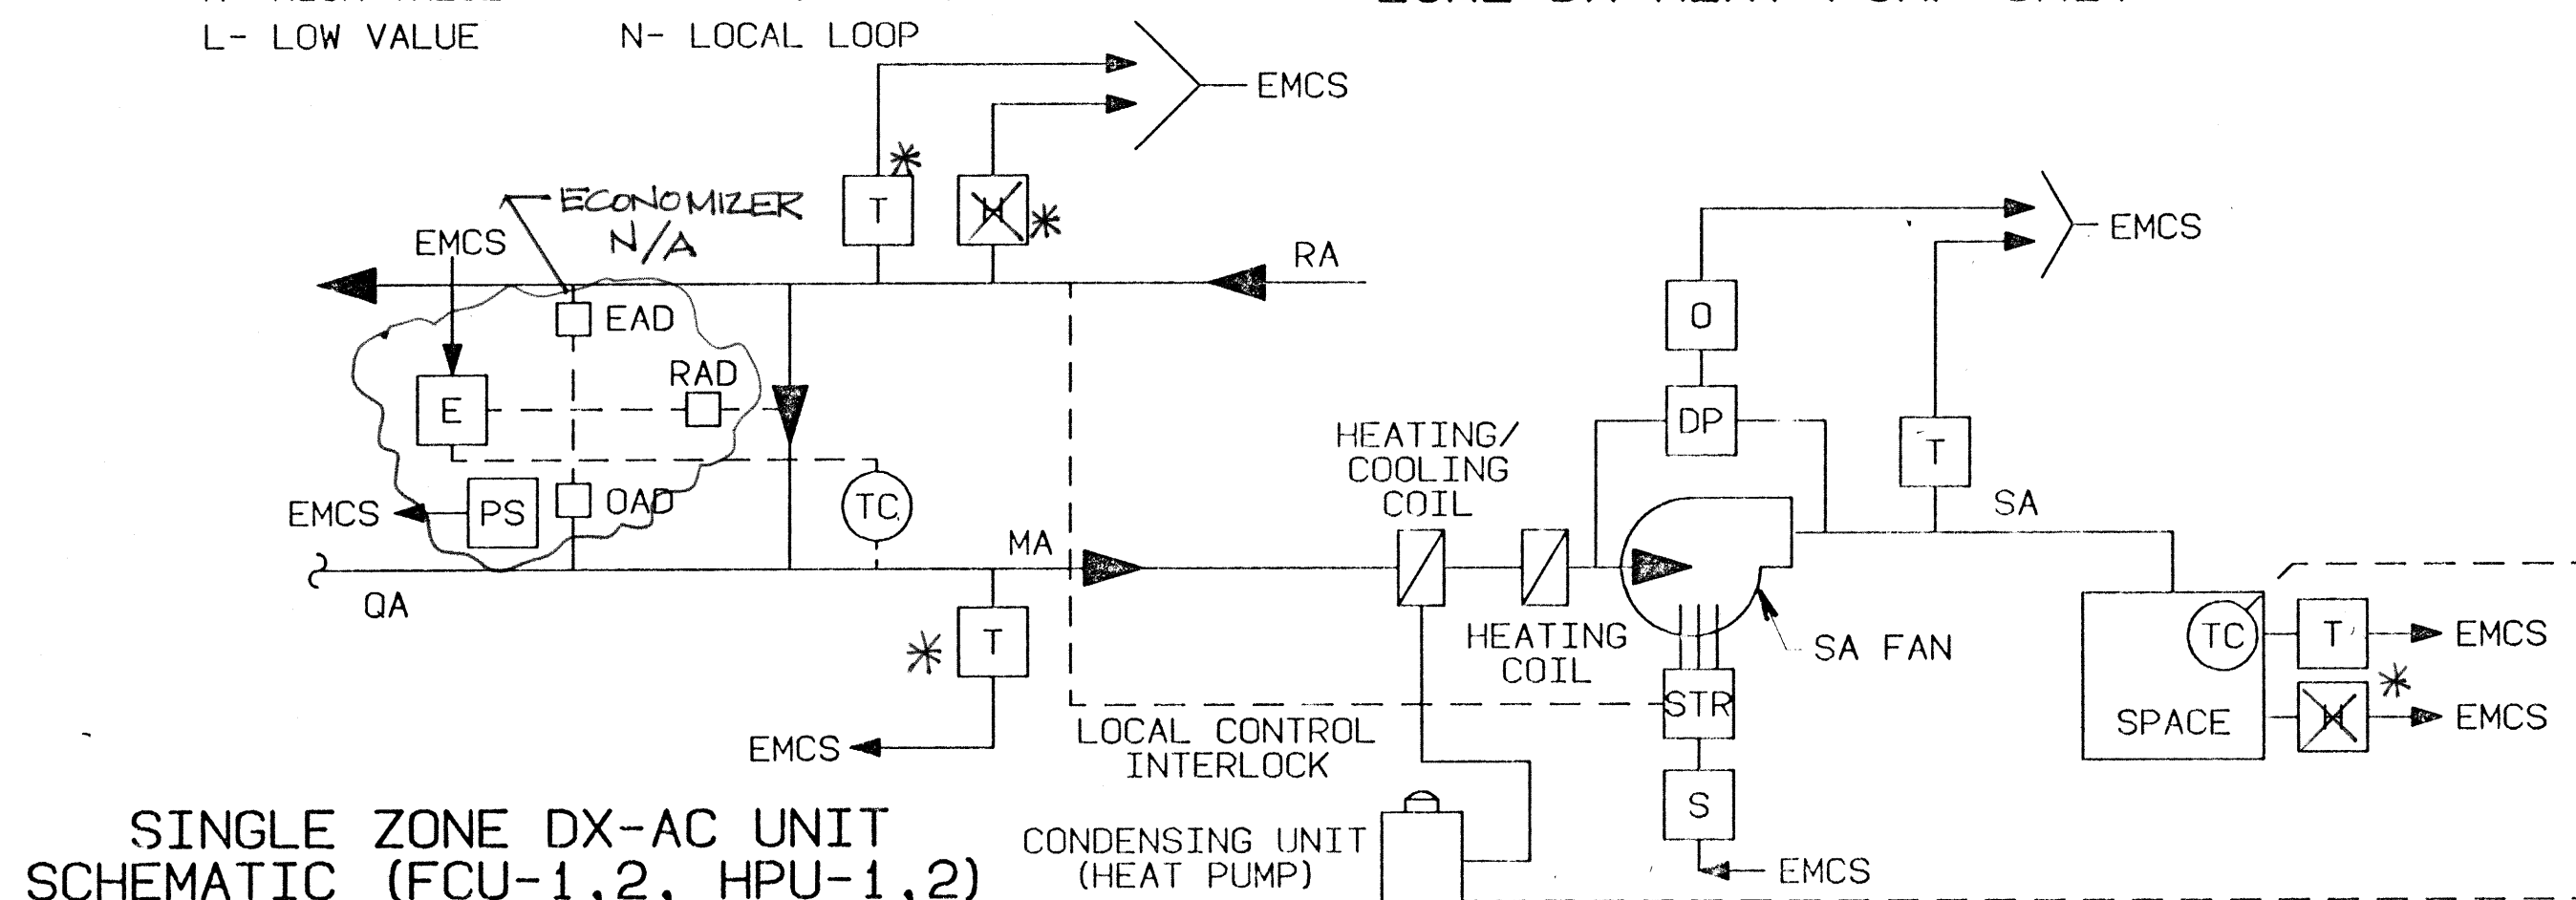 L- LOW VALUE
N- LOCAL LOOP
EMCS
*
T
H
*
ECONOMIZER
N/A
EMCS
RA
EMCS
EAD
O
RAD
E
DP
HEATING/
COOLING
COIL
T
EMCS
PS
OAD
TC
SA
MA
OA
HEATING
COIL
SA FAN
TC
T
EMCS
*
T
*
STR
SPACE
H
EMCS
EMCS
LOCAL CONTROL
INTERLOCK
S
EMCS
SINGLE ZONE DX-AC UNIT
SCHEMATIC (FCU-1,2, HPU-1,2)
CONDENSING UNIT
(HEAT PUMP)